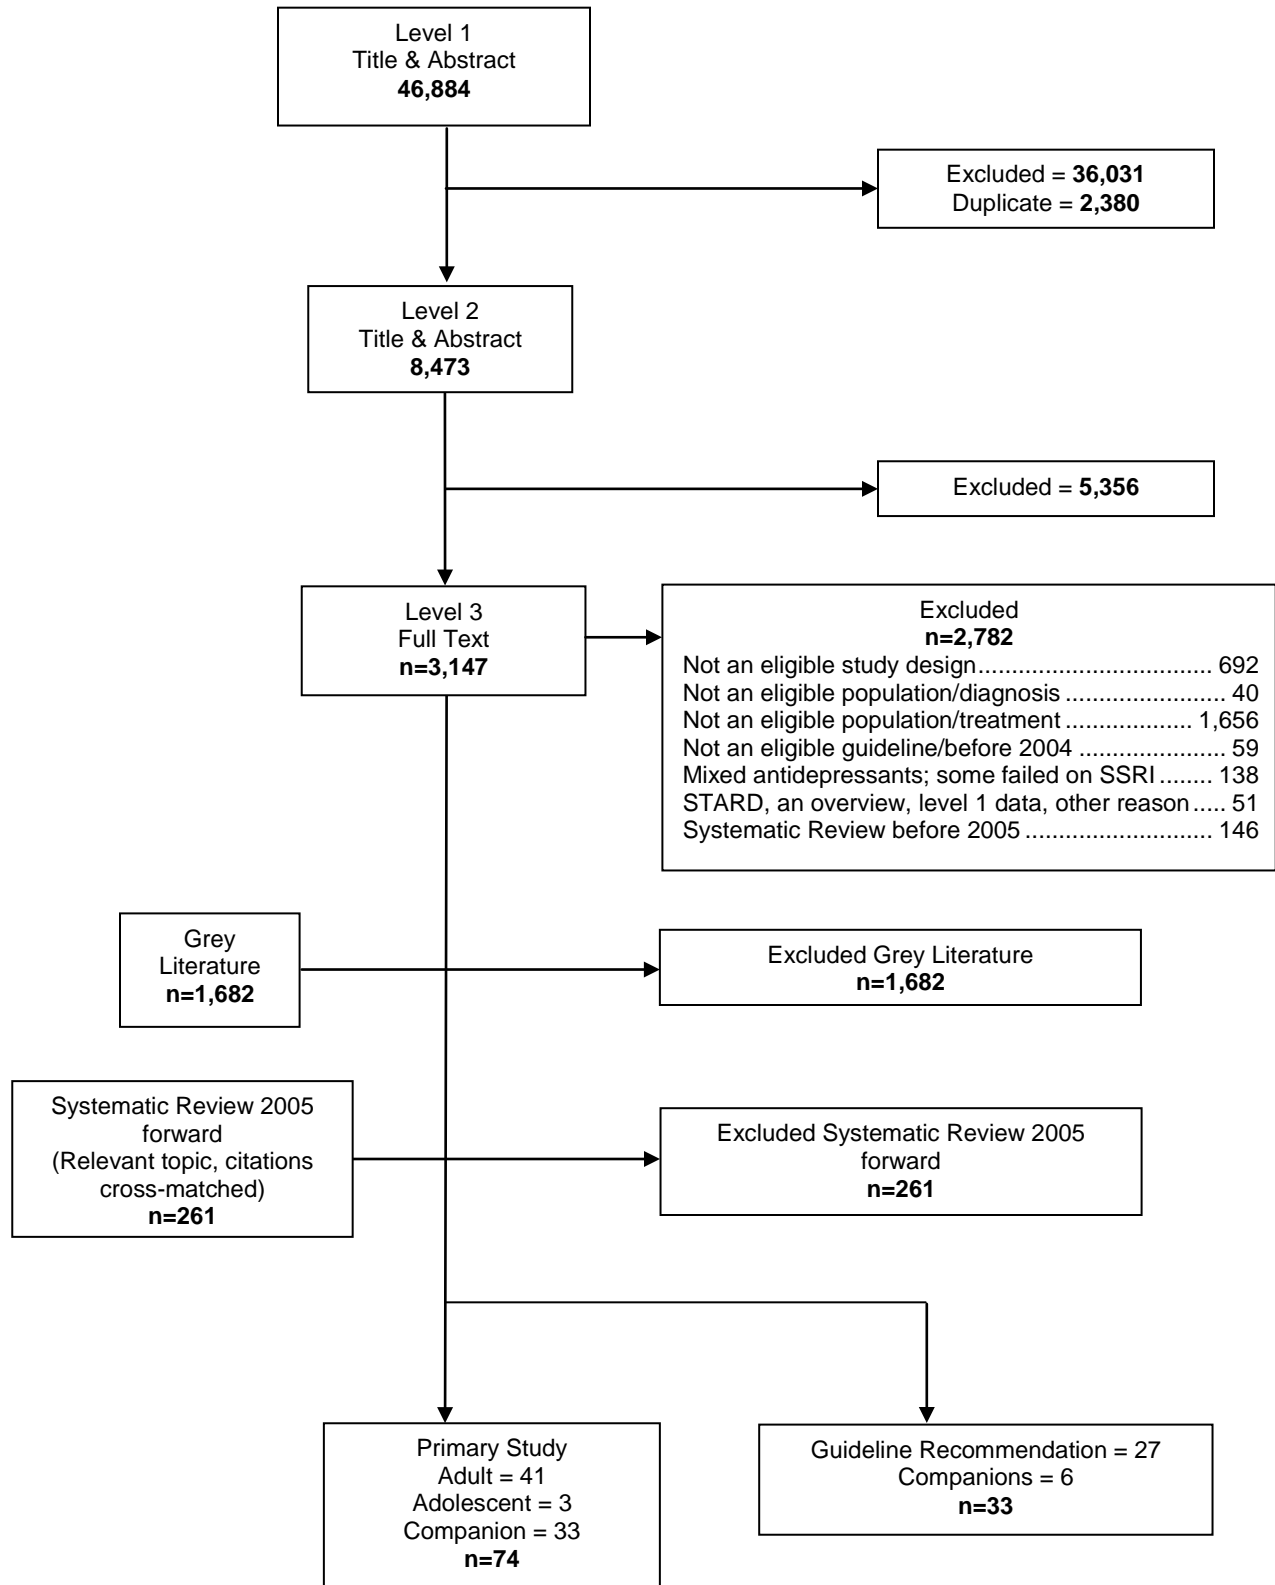 Level 1
Title & Abstract
46,884
Excluded = 36,031
Duplicate = 2,380
Level 2
Title & Abstract
8,473
Excluded = 5,356
Level 3
Full Text
n=3,147
Excluded
n=2,782
Not an eligible study design................................... 692
Not an eligible population/diagnosis ........................ 40
Not an eligible population/treatment ................... 1,656
Not an eligible guideline/before 2004 ...................... 59
Mixed antidepressants; some failed on SSRI ........ 138
STARD, an overview, level 1 data, other reason ..... 51
Systematic Review before 2005 ............................ 146
Grey
Literature
n=1,682
Excluded Grey Literature
n=1,682
Systematic Review 2005
forward
(Relevant topic, citations
cross-matched)
n=261
Excluded Systematic Review 2005
forward
n=261
Primary Study
Adult = 41
Adolescent = 3
Companion = 33
n=74
Guideline Recommendation = 27
Companions = 6
n=33